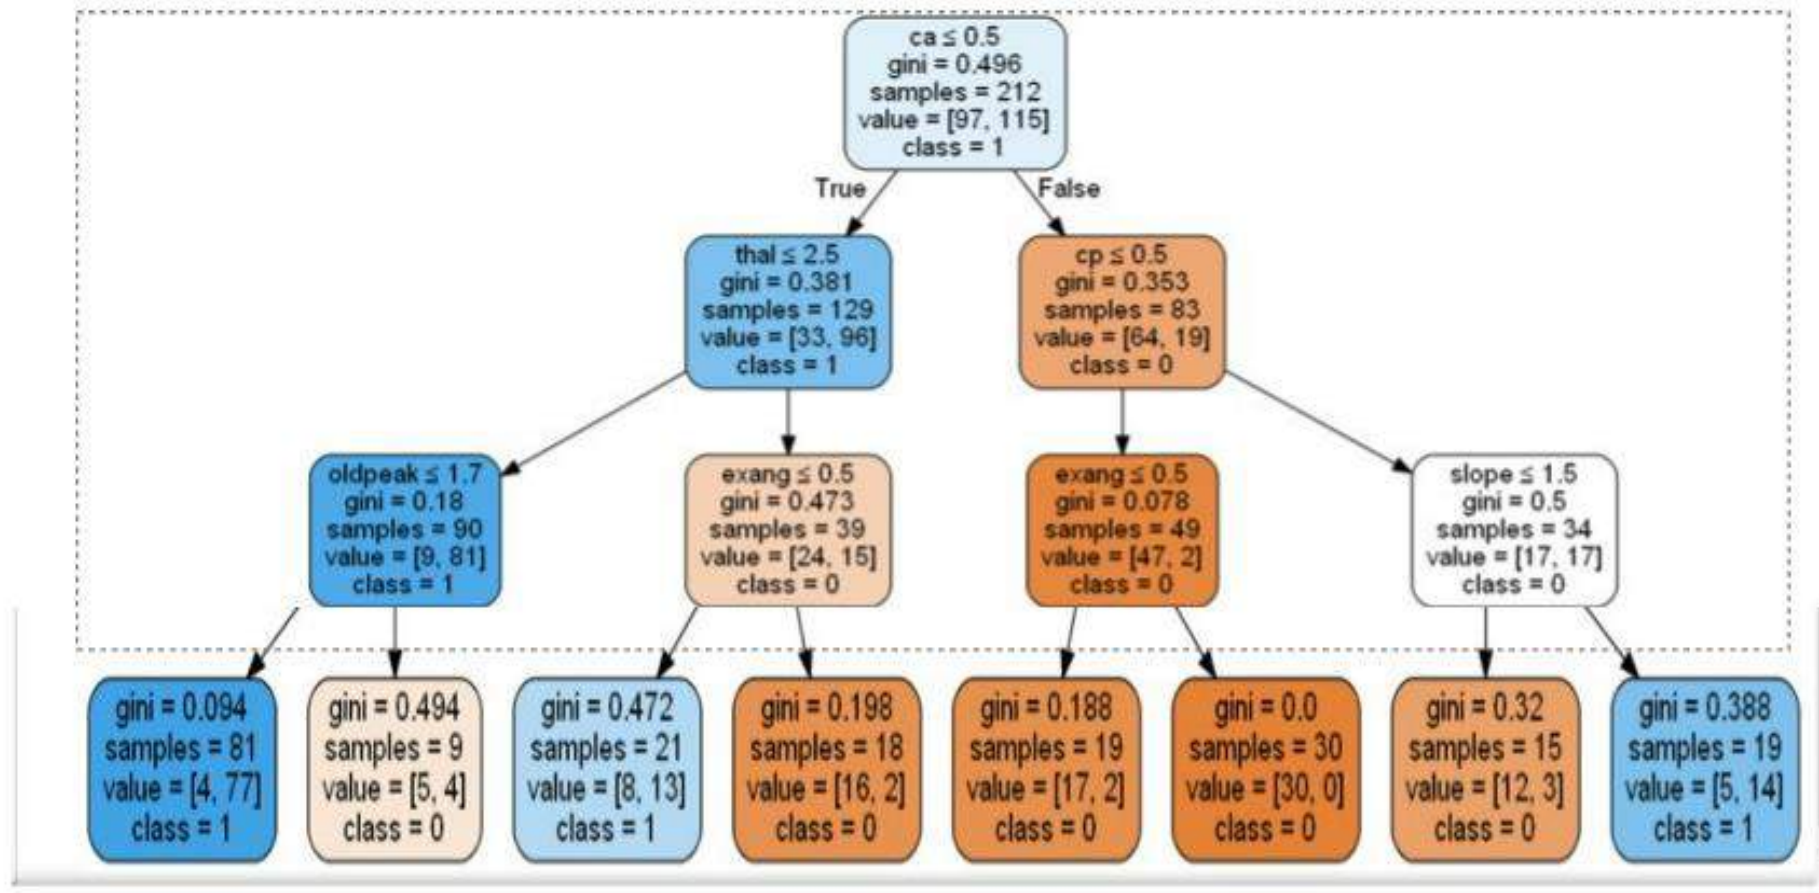 ca ≤ 0.5
gini = 0.496
samples = 212
value = [97, 115]
class = 1
True
False
thal ≤ 2.5
gini = 0.381
samples = 129
value = [33, 96]
class = 1
cp ≤ 0.5
gini = 0.353
samples = 83
value = [64, 19]
class = 0
oldpeak ≤ 1.7
gini = 0.18
samples = 90
value = [9, 81]
class = 1
exang ≤ 0.5
gini = 0.473
samples = 39
value = [24, 15]
class = 0
exang ≤ 0.5
gini = 0.078
samples = 49
value = [47, 2]
class = 0
slope ≤ 1.5
gini = 0.5
samples = 34
value = [17, 17]
class = 0
gini = 0.094
samples = 81
value = [4, 77]
class = 1
gini = 0.494
samples = 9
value = [5, 4]
class = 0
gini = 0.472
samples = 21
value = [8, 13]
class = 1
gini = 0.198
samples = 18
value = [16, 2]
class = 0
gini = 0.188
samples = 19
value = [17, 2]
class = 0
gini = 0.0
samples = 30
value = [30, 0]
class = 0
gini = 0.32
samples = 15
value = [12, 3]
class = 0
gini = 0.388
samples = 19
value = [5, 14]
class = 1